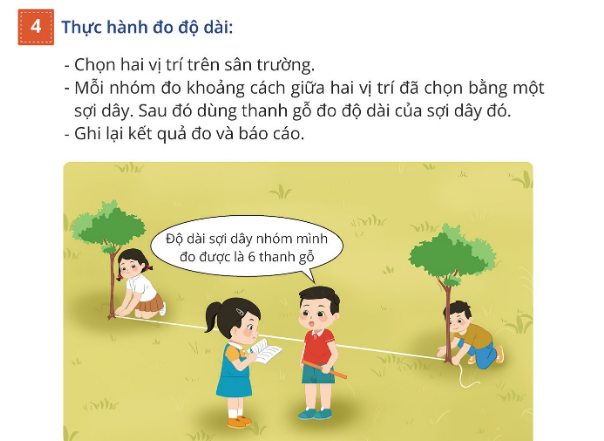 4 Thực hành đo độ dài:
- Chọn hai vị trí trên sân trường.
- Mỗi nhóm đo khoảng cách giữa hai vị trí đã chọn bằng một
sợi dây. Sau đó dùng thanh gỗ đo độ dài của sợi dây đó.
- Ghi lại kết quả đo và báo cáo.
Độ dài sợi dây nhóm mình
đo được là 6 thanh gỗ